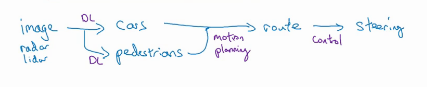 image DL cars route steering
radar
lidar DL pedestrians motion planning control